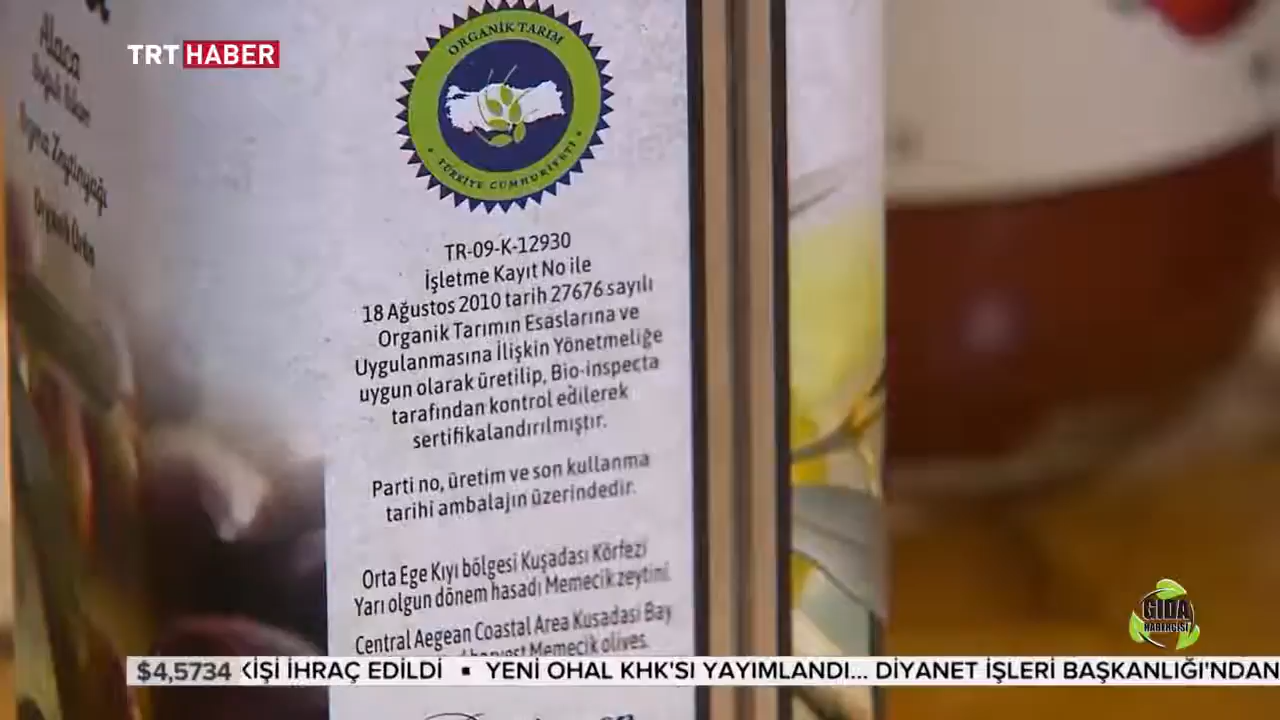 TRT HABER
Alaca
Organik Ürün
ORGANİK TARIM
TÜRKİYE CUMHURİYETİ
TR-09-K-12930
İşletme Kayıt No ile
18 Ağustos 2010 tarih 27676 sayılı
Organik Tarımın Esaslarına ve
Uygulanmasına İlişkin Yönetmeliğe
uygun olarak üretilip, Bio-inspecta
tarafından kontrol edilerek
sertifikalandırılmıştır.
Parti no, üretim ve son kullanma
tarihi ambalajın üzerindedir.
Orta Ege Kıyı bölgesi Kuşadası Körfezi
Yarı olgun dönem hasadı Memecik zeytini.
Central Aegean Coastal Area Kusadasi Bay
harvest Memecik olives.
GIDA
HABERCİSİ
$4,5734 KİŞİ İHRAÇ EDİLDİ ▪ YENİ OHAL KHK'SI YAYIMLANDI... DİYANET İŞLERİ BAŞKANLIĞI'NDAN